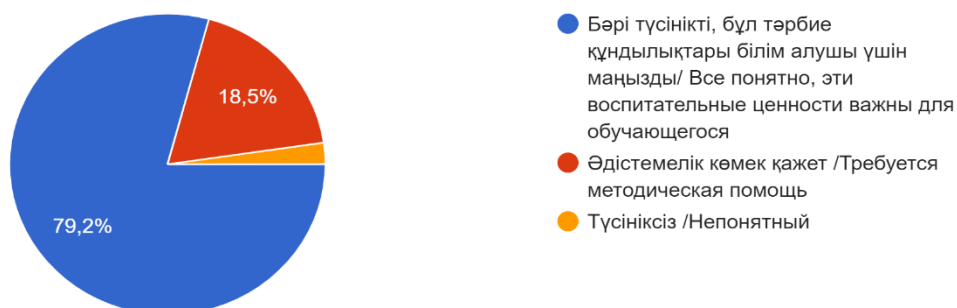 79,2%
18,5%
Бәрі түсінікті, бұл тәрбие
құндылықтары білім алушы үшін
маңызды/ Все понятно, эти
воспитательные ценности важны для
обучающегося
Әдістемелік көмек қажет /Требуется
методическая помощь
Түсініксіз /Непонятный